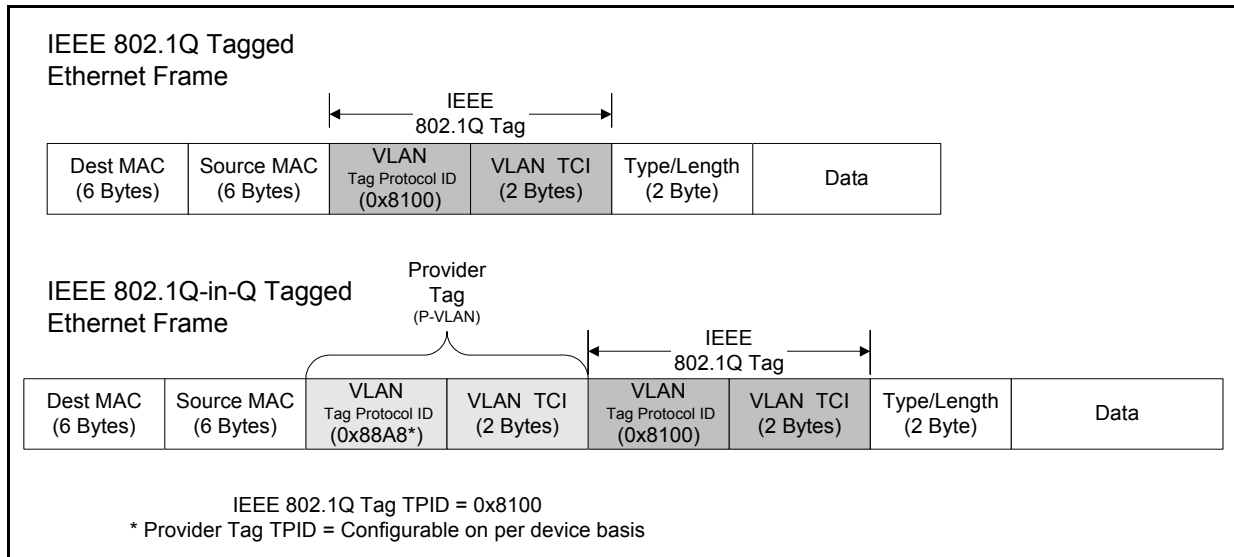 IEEE 802.1Q Tagged
Ethernet Frame
IEEE
802.1Q Tag
Dest MAC
(6 Bytes)
Source MAC
(6 Bytes)
VLAN
Tag Protocol ID
(0x8100)
VLAN TCI
(2 Bytes)
Type/Length
(2 Byte)
Data
IEEE 802.1Q-in-Q Tagged
Ethernet Frame
Provider
Tag
(P-VLAN)
IEEE
802.1Q Tag
Dest MAC
(6 Bytes)
Source MAC
(6 Bytes)
VLAN
Tag Protocol ID
(0x88A8*)
VLAN TCI
(2 Bytes)
VLAN
Tag Protocol ID
(0x8100)
VLAN TCI
(2 Bytes)
Type/Length
(2 Byte)
Data
IEEE 802.1Q Tag TPID = 0x8100
* Provider Tag TPID = Configurable on per device basis